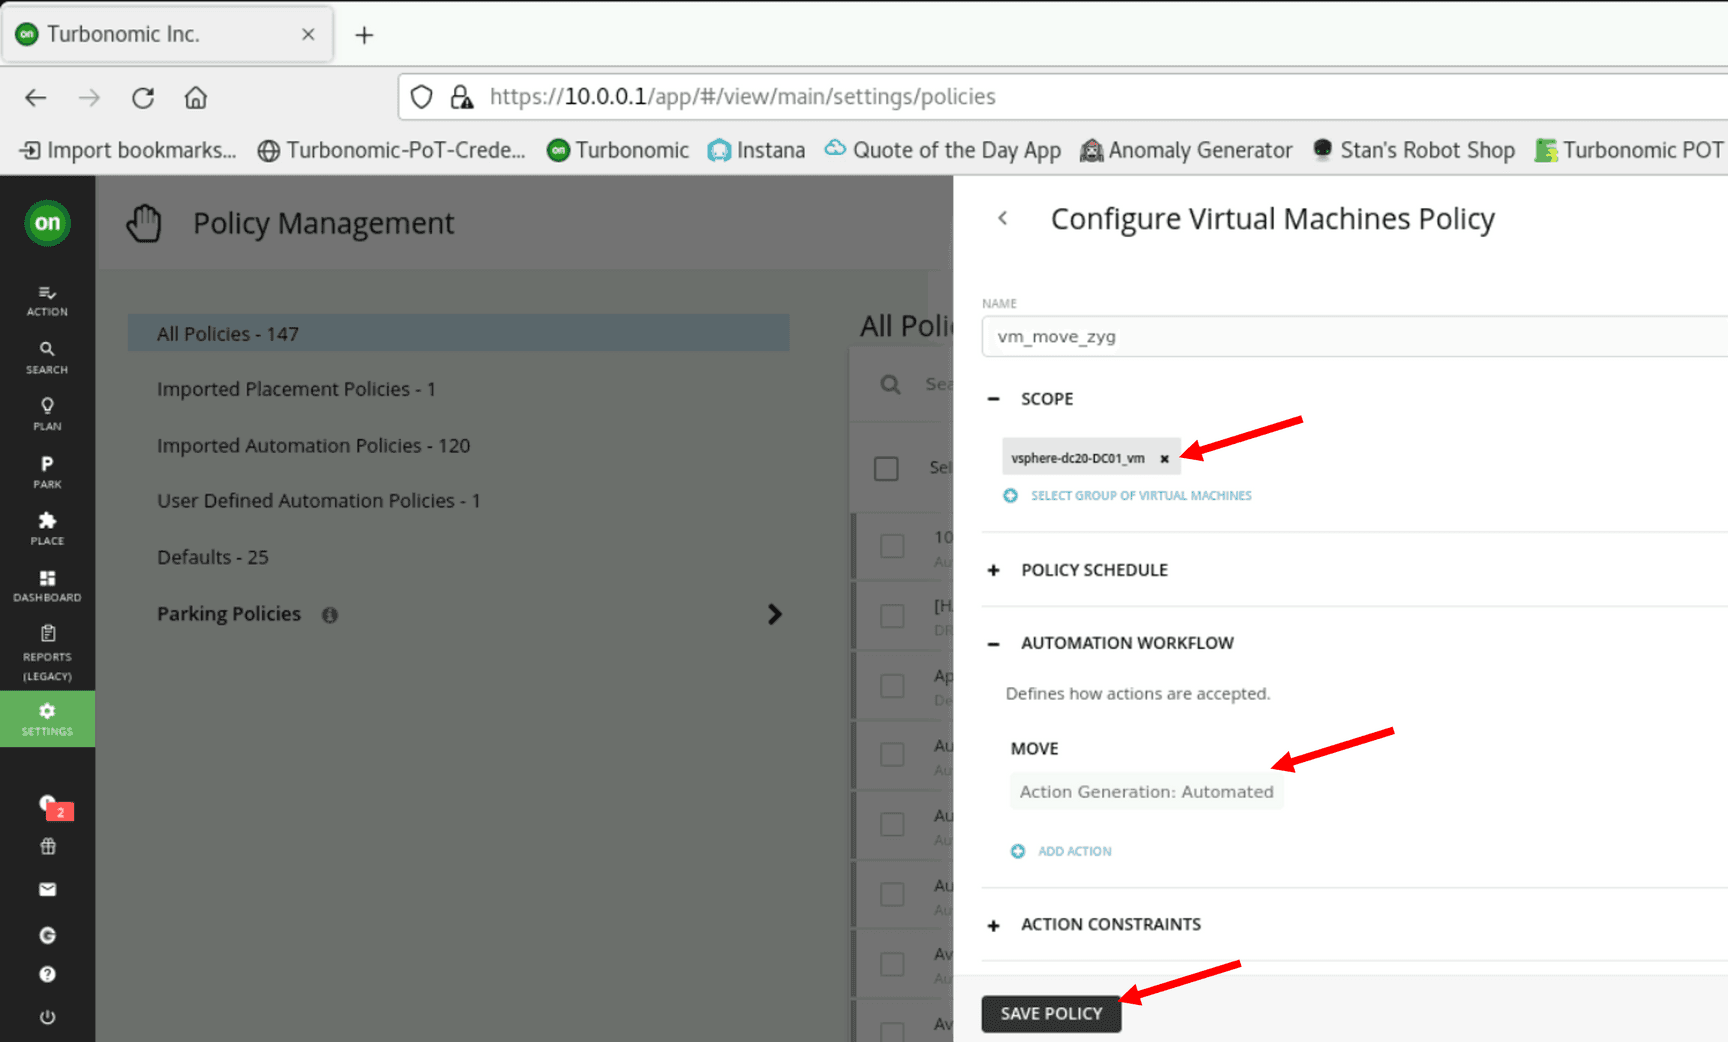 on Turbonomic Inc.
https://10.0.0.1/app/#/view/main/settings/policies
Import bookmarks... Turbonomic-PoT-Crede... on Turbonomic Instana Quote of the Day App Anomaly Generator Stan's Robot Shop Turbonomic POT
on
ACTION
SEARCH
PLAN
P
PARK
PLACE
DASHBOARD
REPORTS
(LEGACY)
SETTINGS
2
G
?
Policy Management
All Policies - 147
Imported Placement Policies - 1
Imported Automation Policies - 120
User Defined Automation Policies - 1
Defaults - 25
Parking Policies
All Poli
Sea
Sel
10
Au
[H
DR
Ap
De
Au
Au
Au
Au
Au
Au
Av
Au
Av
Configure Virtual Machines Policy
NAME
vm_move_zyg
SCOPE
vsphere-dc20-DC01_vm
SELECT GROUP OF VIRTUAL MACHINES
POLICY SCHEDULE
AUTOMATION WORKFLOW
Defines how actions are accepted.
MOVE
Action Generation: Automated
ADD ACTION
ACTION CONSTRAINTS
SAVE POLICY